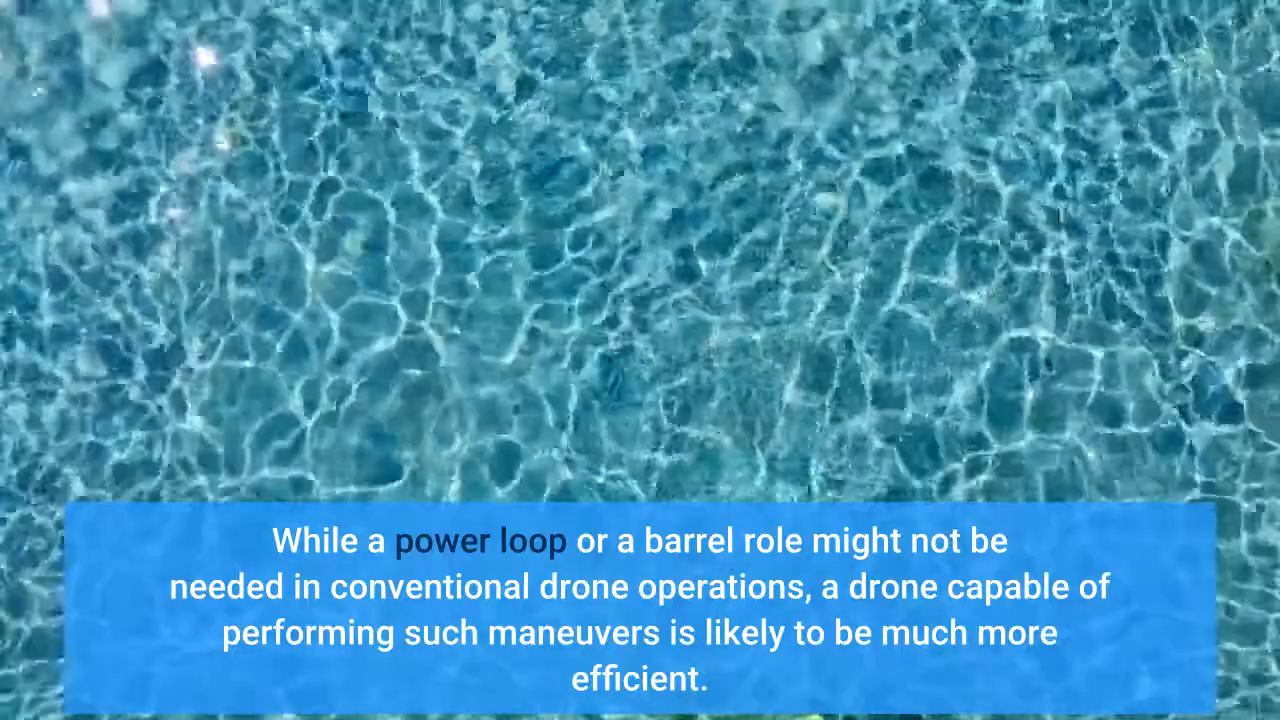 While a power loop or a barrel role might not be
needed in conventional drone operations, a drone capable of
performing such maneuvers is likely to be much more
efficient.